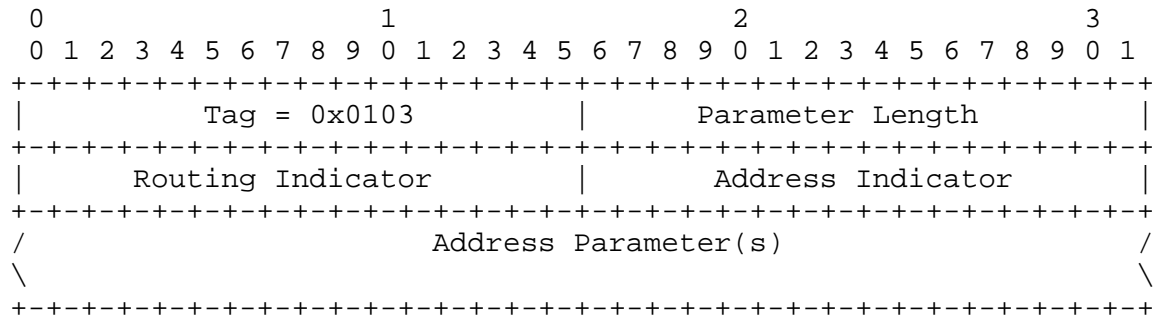 0                   1                   2                   3
 0 1 2 3 4 5 6 7 8 9 0 1 2 3 4 5 6 7 8 9 0 1 2 3 4 5 6 7 8 9 0 1
+-+-+-+-+-+-+-+-+-+-+-+-+-+-+-+-+-+-+-+-+-+-+-+-+-+-+-+-+-+-+-+-+
|          Tag = 0x0103         |      Parameter Length         |
+-+-+-+-+-+-+-+-+-+-+-+-+-+-+-+-+-+-+-+-+-+-+-+-+-+-+-+-+-+-+-+-+
|      Routing Indicator        |       Address Indicator       |
+-+-+-+-+-+-+-+-+-+-+-+-+-+-+-+-+-+-+-+-+-+-+-+-+-+-+-+-+-+-+-+-+
/                       Address Parameter(s)                    /
\                                                               \
+-+-+-+-+-+-+-+-+-+-+-+-+-+-+-+-+-+-+-+-+-+-+-+-+-+-+-+-+-+-+-+-+